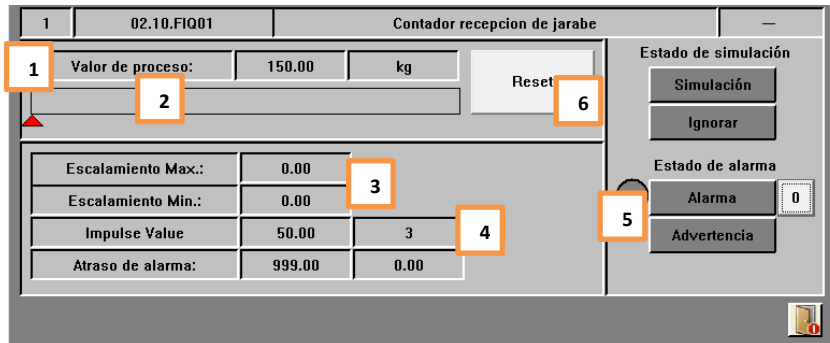 1 02.10.FIQ01 Contador recepcion de jarabe —
1 Valor de proceso: 150.00 kg
2
Reset
6
Estado de simulación
Simulación
Ignorar
Escalamiento Max.: 0.00
Escalamiento Min.: 0.00
3
Impulse Value 50.00 3
4
Atraso de alarma: 999.00 0.00
Estado de alarma
5
Alarma 0
Advertencia